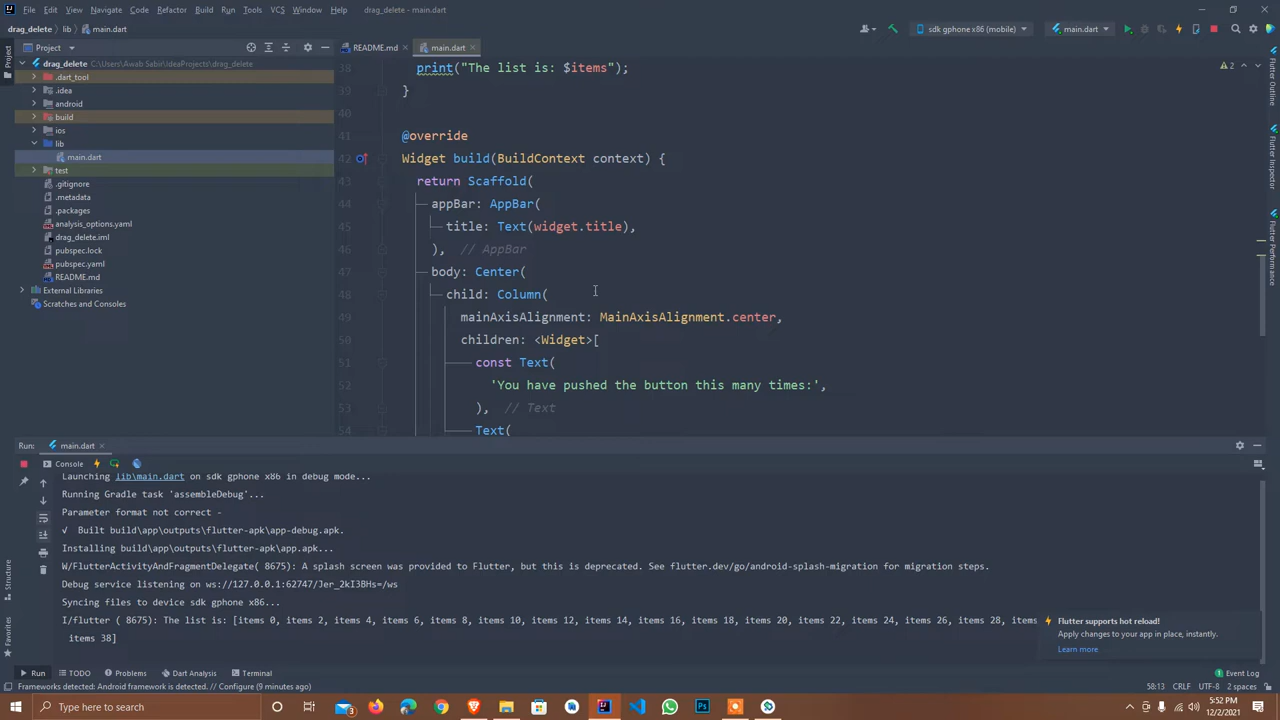 File Edit View Navigate Code Refactor Build Run Tools VCS Window Help drag_delete - main.dart
drag_delete lib main.dart
sdk gphone x86 (mobile) main.dart
Project
README.md main.dart
drag_delete C:\Users\Awab Sebir\IdeaProjects\drag_delete
.dart_tool
.idea
android
build
ios
lib
main.dart
test
.gitignore
.metadata
.packages
analysis_options.yaml
drag_delete.iml
pubspec.lock
pubspec.yaml
README.md
External Libraries
Scratches and Consoles
38 print("The list is: $items");
39 }
40
41 @override
42 Widget build(BuildContext context) {
43 return Scaffold(
44 appBar: AppBar(
45 title: Text(widget.title),
46 ), // AppBar
47 body: Center(
48 child: Column(
49 mainAxisAlignment: MainAxisAlignment.center,
50 children: <Widget>[
51 const Text(
52 'You have pushed the button this many times:',
53 ), // Text
54 Text(
2
Project
Structure
Favorites
Flutter Outline
Flutter Inspector
Flutter Performance
Run: main.dart
Console
Launching lib\main.dart on sdk gphone x86 in debug mode...
Running Gradle task 'assembleDebug'...
Parameter format not correct -
√ Built build\app\outputs\flutter-apk\app-debug.apk.
Installing build\app\outputs\flutter-apk\app.apk...
W/FlutterActivityAndFragmentDelegate( 8675): A splash screen was provided to Flutter, but this is deprecated. See flutter.dev/go/android-splash-migration for migration steps.
Debug service listening on ws://127.0.0.1:62747/Jer_2kI3BHs=/ws
Syncing files to device sdk gphone x86...
I/flutter ( 8675): The list is: [items 0, items 2, items 4, items 6, items 8, items 10, items 12, items 14, items 16, items 18, items 20, items 22, items 24, items 26, items 28, items
items 38]
Flutter supports hot reload!
Apply changes to your app in place, instantly.
Learn more
Run TODO Problems Dart Analysis Terminal Event Log
Frameworks detected: Android framework is detected. // Configure (9 minutes ago) 58:13 CRLF UTF-8 2 spaces
Type here to search
5:52 PM
12/2/2021